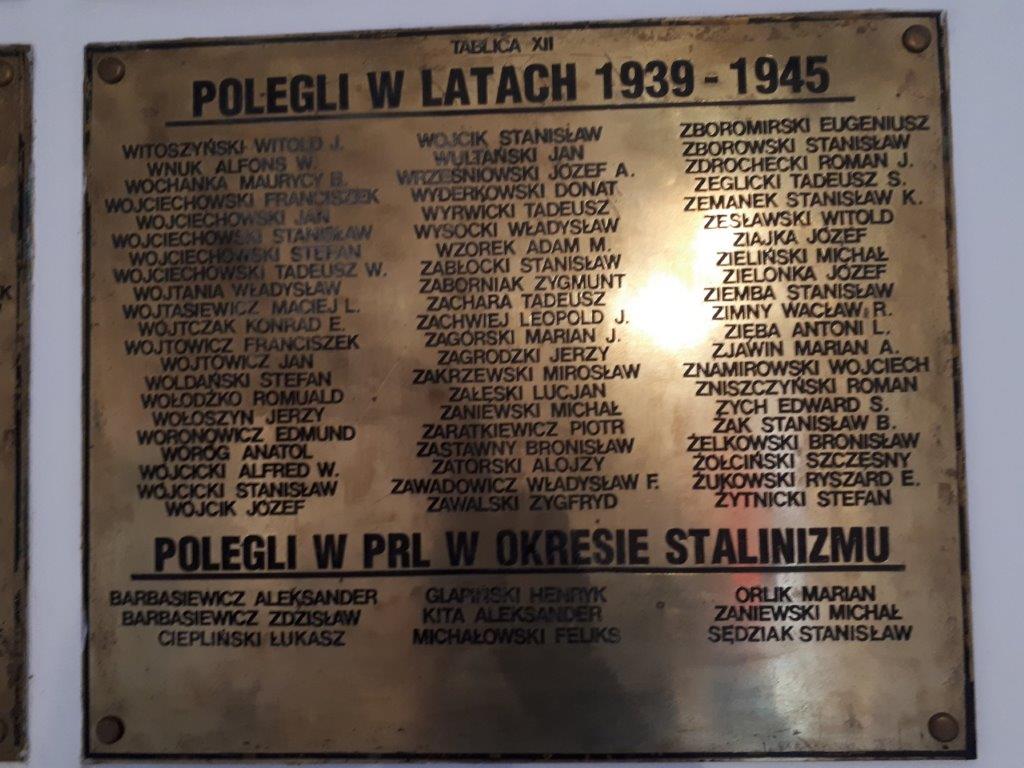 TABLICA XII
POLEGLI W LATACH 1939 - 1945
WITOSZYŃSKI WITOLD J.
WNUK ALFONS W.
WOCHANKA MAURYCY B.
WOJCIECHOWSKI FRANCISZEK
WOJCIECHOWSKI JAN
WOJCIECHOWSKI STANISŁAW
WOJCIECHOWSKI STEFAN
WOJCIECHOWSKI TADEUSZ W.
WOJTANIA WŁADYSŁAW
WOJTASIEWICZ MACIEJ L.
WOJTCZAK KONRAD E.
WOJTOWICZ FRANCISZEK
WOJTOWICZ JAN
WOLDAŃSKI STEFAN
WOŁODŹKO ROMUALD
WOŁOSZYN JERZY
WORONOWICZ EDMUND
WORÓG ANATOL
WÓJCICKI ALFRED W.
WÓJCICKI STANISŁAW
WÓJCIK JÓZEF
WÓJCIK STANISŁAW
WULTAŃSKI JAN
WRZEŚNIOWSKI JÓZEF A.
WYDERKOWSKI DONAT
WYRWICKI TADEUSZ
WYSOCKI WŁADYSŁAW
WZOREK ADAM M.
ZABŁOCKI STANISŁAW
ZABORNIAK ZYGMUNT
ZACHARA TADEUSZ
ZACHWIEJ LEOPOLD J.
ZAGÓRSKI MARIAN J.
ZAGRODZKI JERZY
ZAKRZEWSKI MIROSŁAW
ZAŁĘSKI LUCJAN
ZANIEWSKI MICHAŁ
ZARATKIEWICZ PIOTR
ZASTAWNY BRONISŁAW
ZATORSKI ALOJZY
ZAWADOWICZ WŁADYSŁAW F.
ZAWALSKI ZYGFRYD
ZBOROMIRSKI EUGENIUSZ
ZBOROWSKI STANISŁAW
ZDROCHECKI ROMAN J.
ZEGLICKI TADEUSZ S.
ZEMANEK STANISŁAW K.
ZESŁAWSKI WITOLD
ZIAJKA JÓZEF
ZIELIŃSKI MICHAŁ
ZIELONKA JÓZEF
ZIEMBA STANISŁAW
ZIMNY WACŁAW R.
ZIĘBA ANTONI L.
ZJAWIN MARIAN A.
ZNAMIROWSKI WOJCIECH
ZNISZCZYŃSKI ROMAN
ZYCH EDWARD S.
ŻAK STANISŁAW B.
ŻELKOWSKI BRONISŁAW
ŻÓŁCIŃSKI SZCZĘSNY
ŻUKOWSKI RYSZARD E.
ŻYTNICKI STEFAN
POLEGLI W PRL W OKRESIE STALINIZMU
BARBASIEWICZ ALEKSANDER
BARBASIEWICZ ZDZISŁAW
CIEPLIŃSKI ŁUKASZ
GLAPIŃSKI HENRYK
KITA ALEKSANDER
MICHAŁOWSKI FELIKS
ORLIK MARIAN
ZANIEWSKI MICHAŁ
SĘDZIAK STANISŁAW